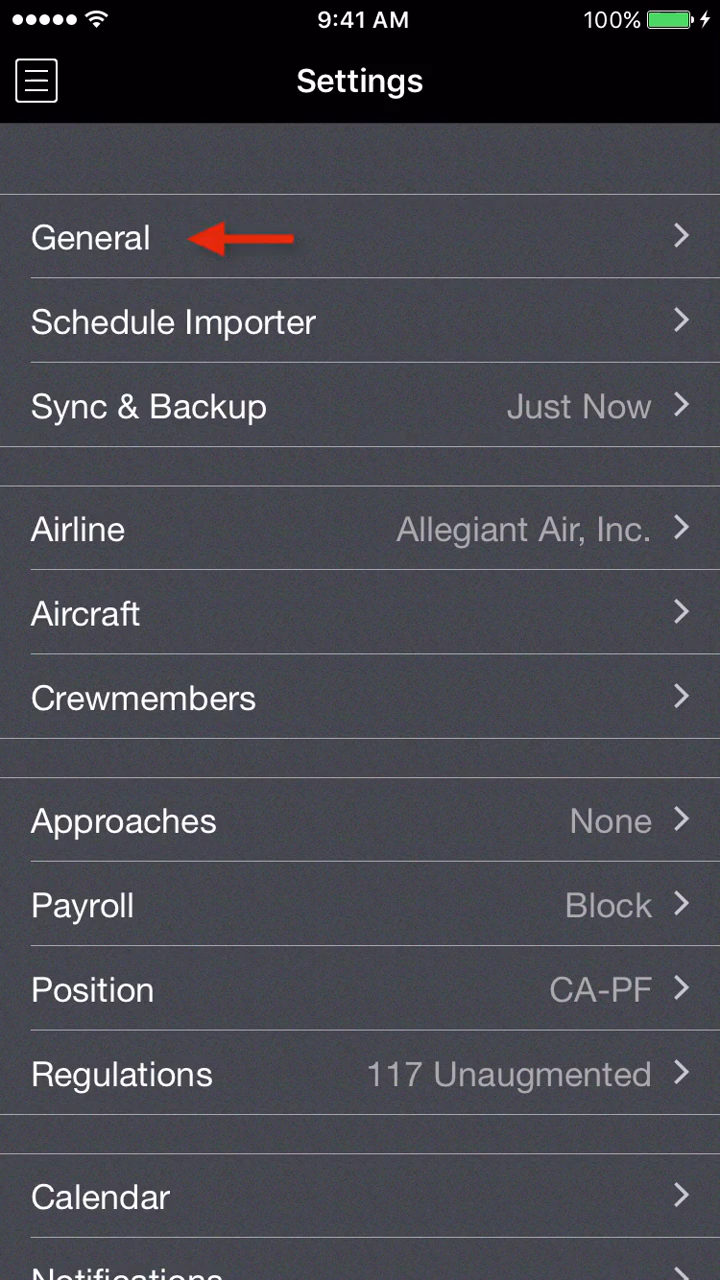 9:41 AM 100%
Settings
General
Schedule Importer
Sync & Backup Just Now
Airline Allegiant Air, Inc.
Aircraft
Crewmembers
Approaches None
Payroll Block
Position CA-PF
Regulations 117 Unaugmented
Calendar
Notifications